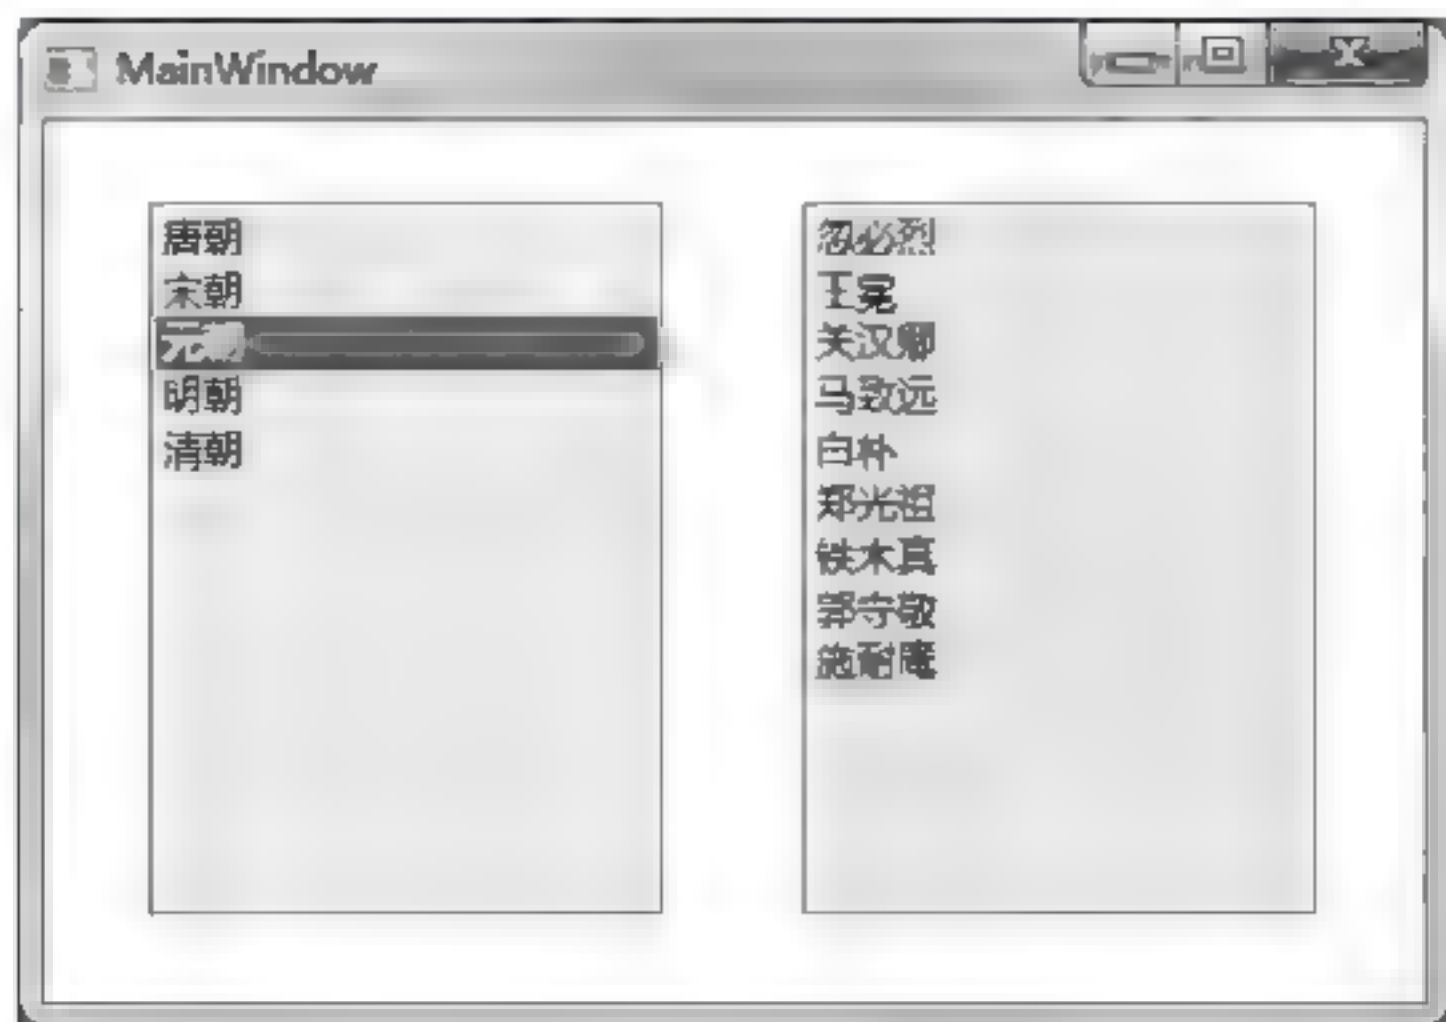 MainWindow
唐朝
宋朝
元朝
明朝
清朝
忽必烈
王冕
关汉卿
马致远
白朴
郑光祖
铁木真
郭守敬
施耐庵